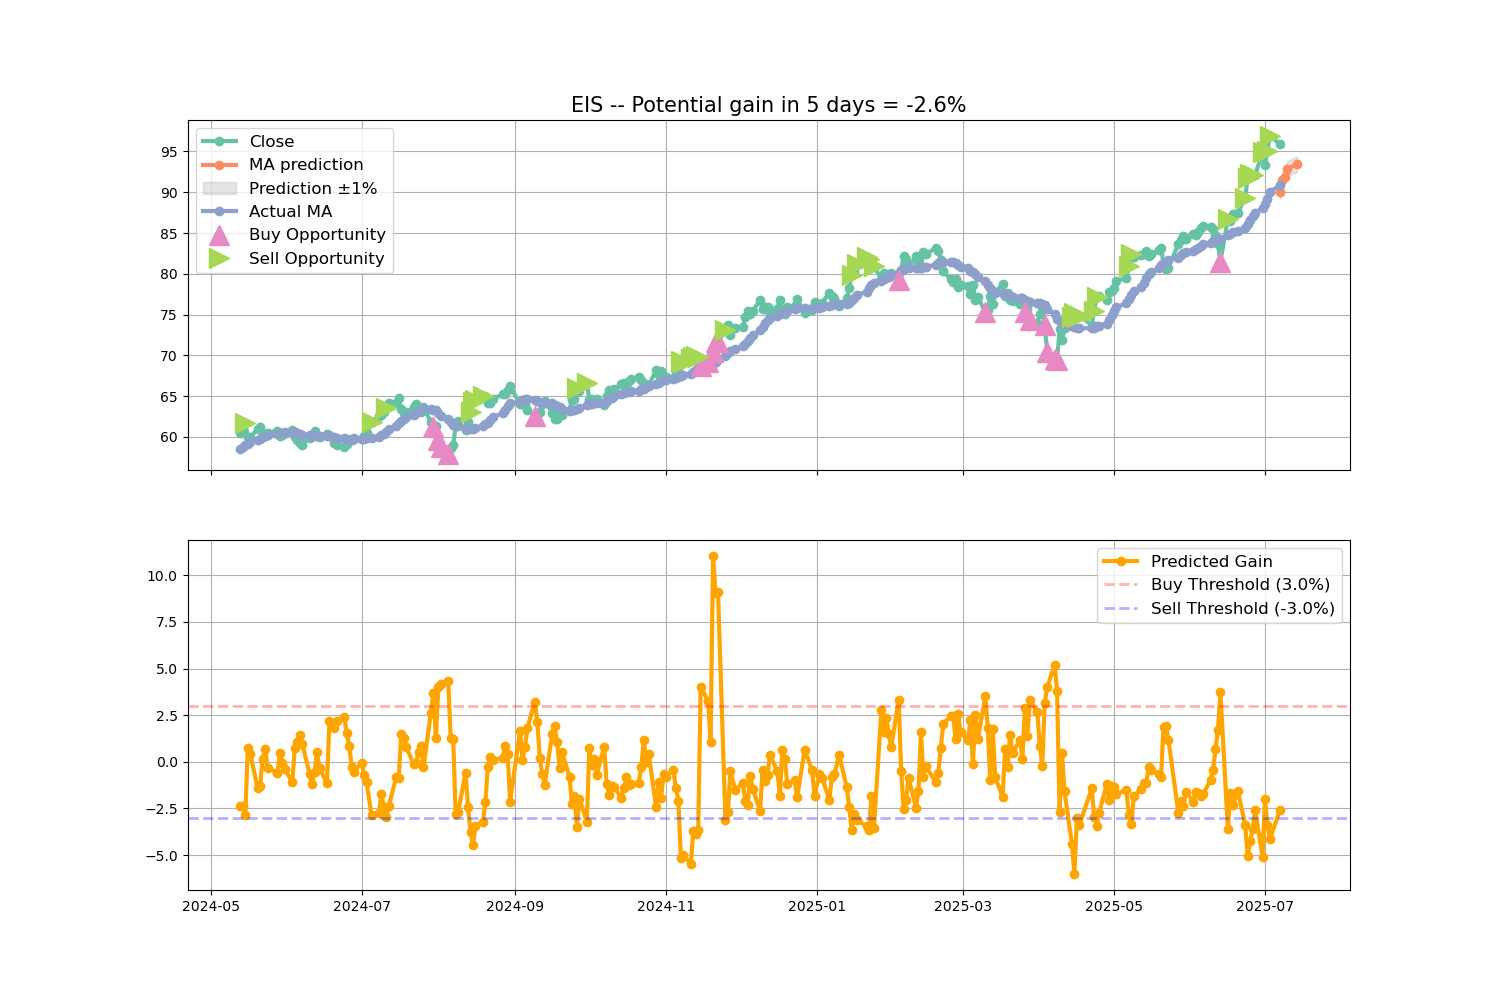 EIS -- Potential gain in 5 days = -2.6%
Close
MA prediction
Prediction ±1%
Actual MA
Buy Opportunity
Sell Opportunity
95
90
85
80
75
70
65
60
Predicted Gain
Buy Threshold (3.0%)
Sell Threshold (-3.0%)
10.0
7.5
5.0
2.5
0.0
−2.5
−5.0
2024-05 2024-07 2024-09 2024-11 2025-01 2025-03 2025-05 2025-07